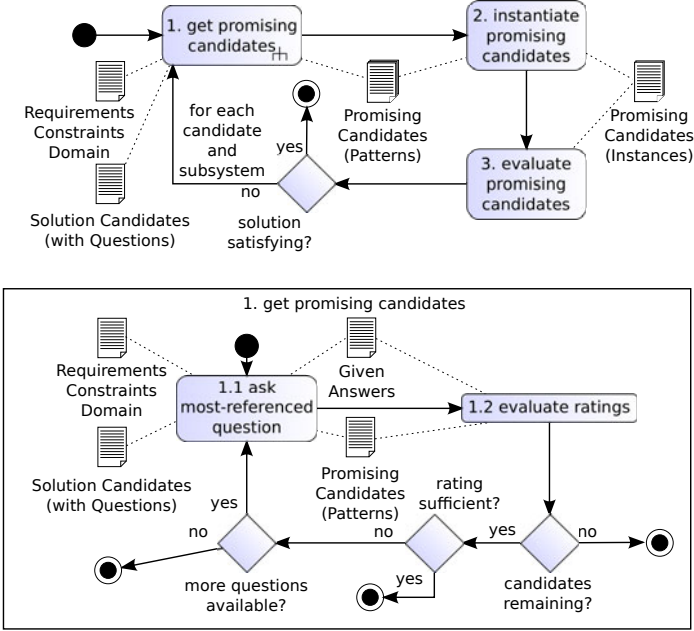 1. get promising
candidates
2. instantiate
promising
candidates
Requirements
Constraints
Domain
for each
candidate
and
subsystem
yes
no
Promising
Candidates
(Patterns)
Promising
Candidates
(Instances)
3. evaluate
promising
candidates
Solution Candidates
(with Questions)
solution
satisfying?
1. get promising candidates
Requirements
Constraints
Domain
Given
Answers
1.1 ask
most-referenced
question
1.2 evaluate ratings
Solution Candidates
(with Questions)
Promising
Candidates
(Patterns)
rating
sufficient?
yes
no
no
yes
no
yes
more questions
available?
candidates
remaining?